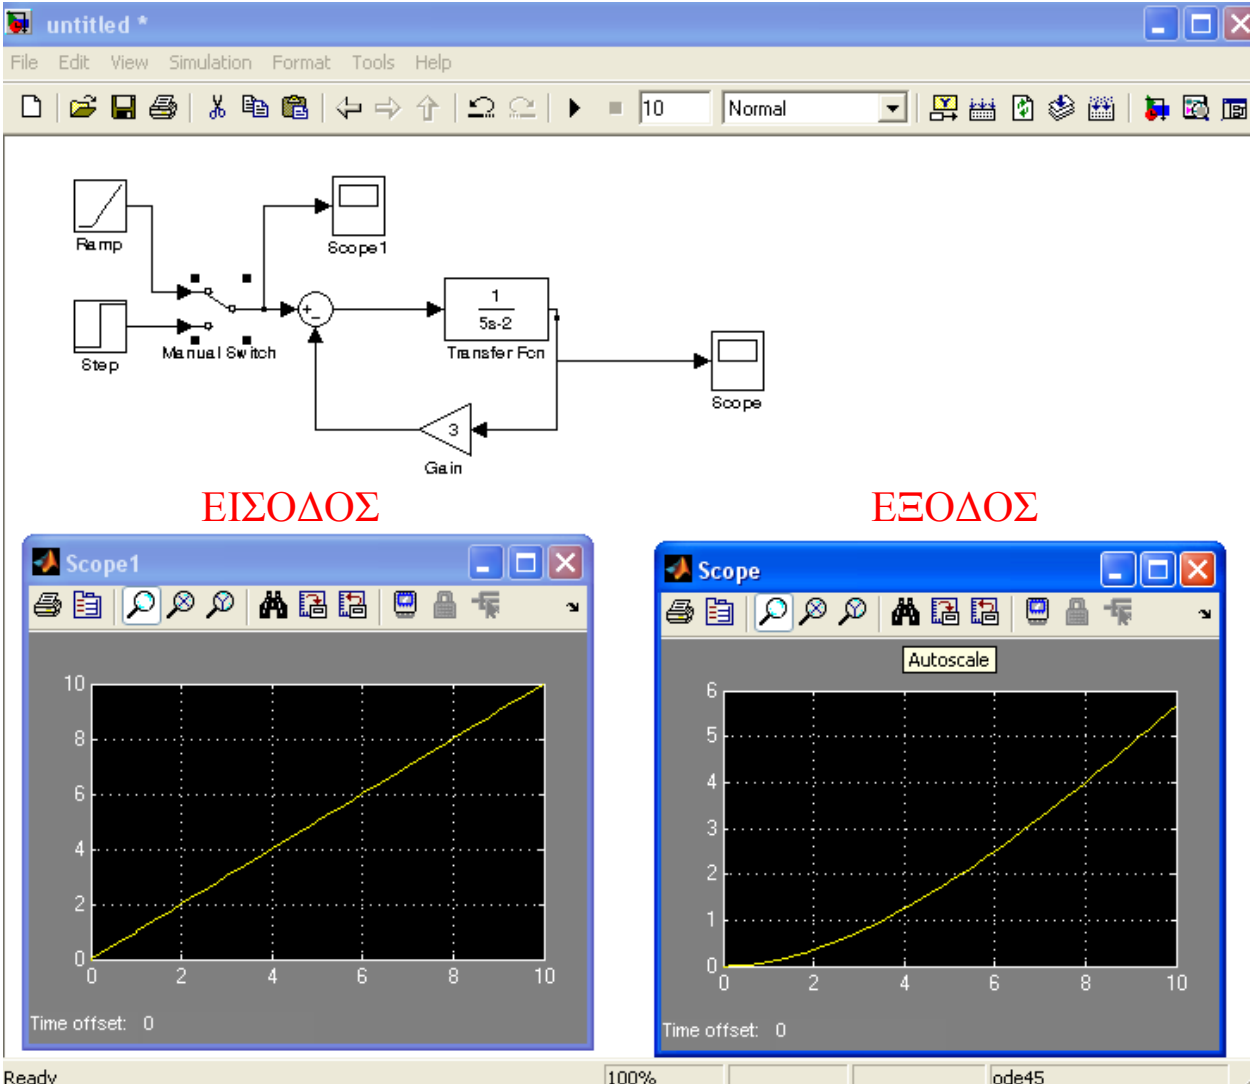 untitled *
File Edit View Simulation Format Tools Help
10 Normal
Ramp
Scope1
Step
Manual Switch
+
-
1
5s-2
Transfer Fcn
Scope
3
Gain
ΕΙΣΟΔΟΣ
ΕΞΟΔΟΣ
Scope1
10
8
6
4
2
0
0 2 4 6 8 10
Time offset: 0
Scope
Autoscale
6
5
4
3
2
1
0
0 2 4 6 8 10
Time offset: 0
Ready 100% ode45